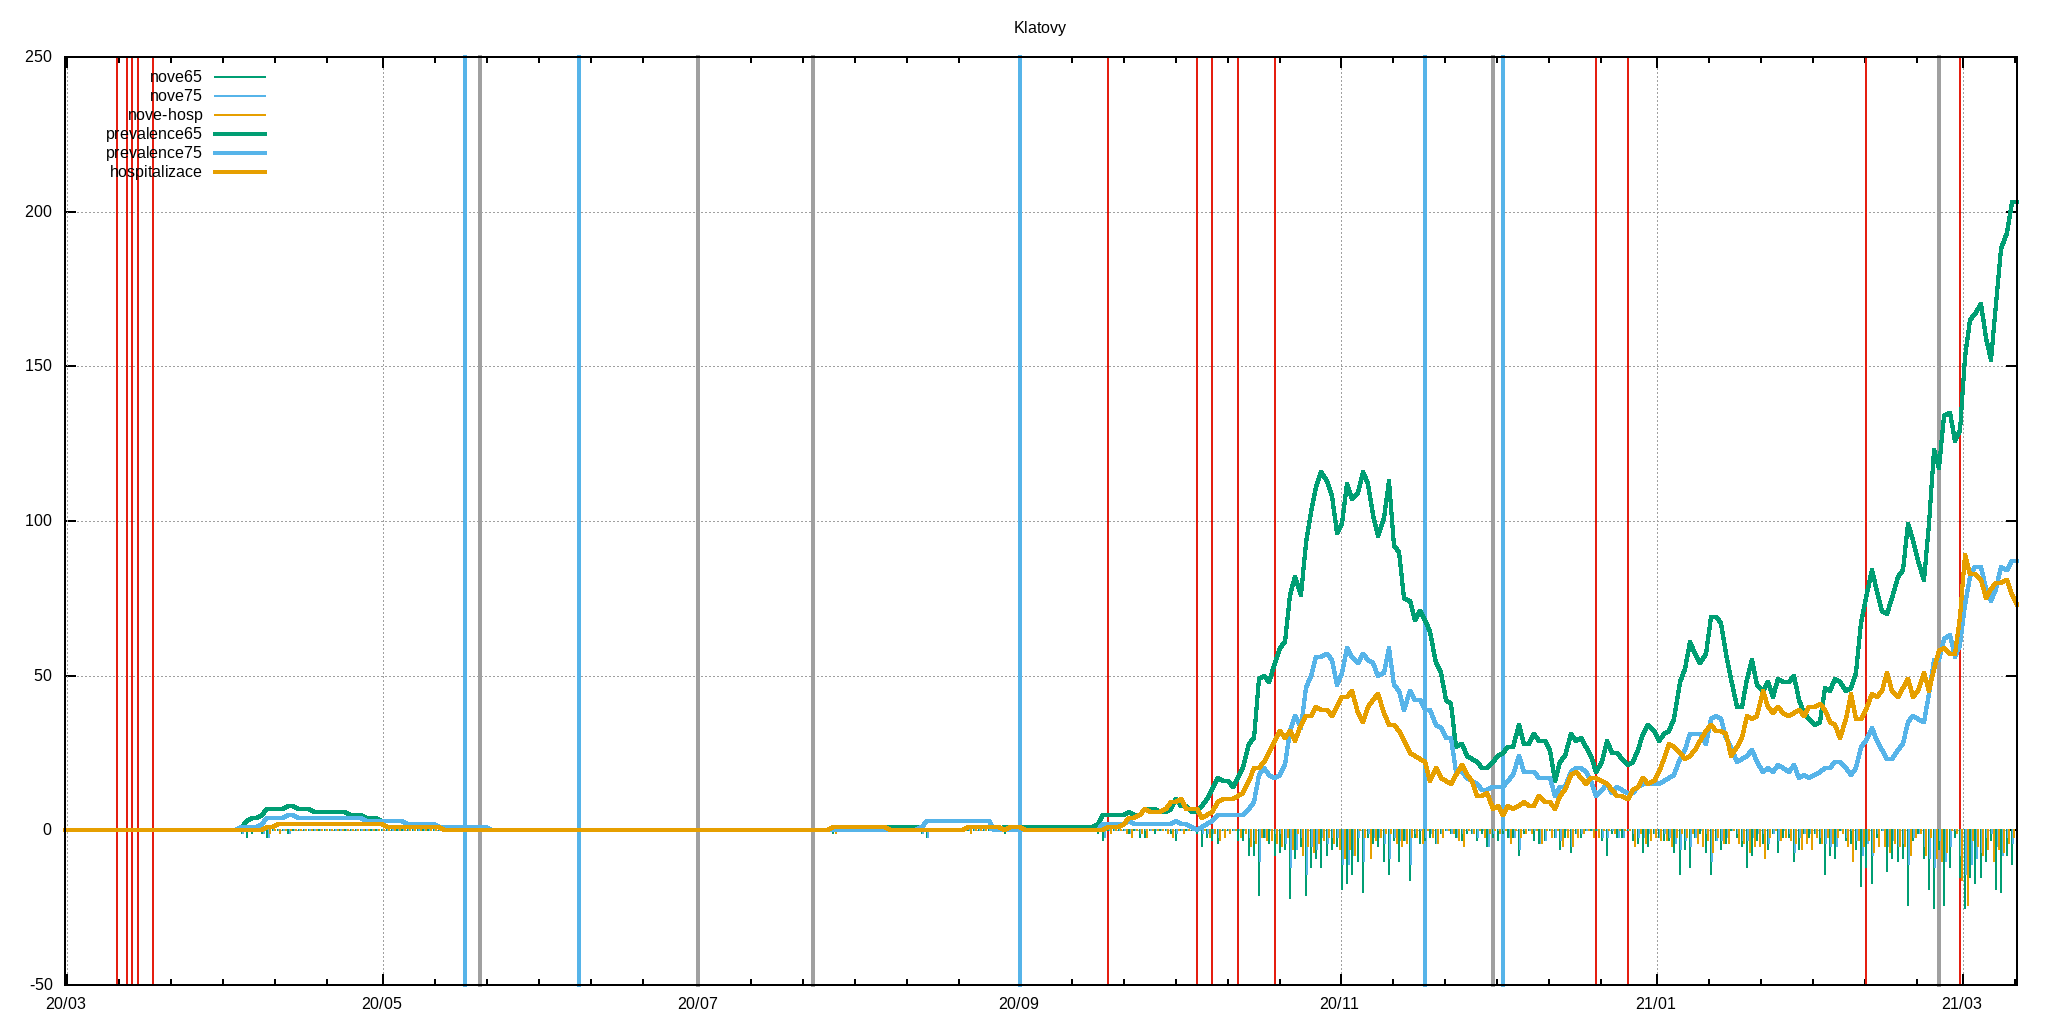 Klatovy
250
200
150
100
50
0
-50
nove65
nove75
nove-hosp
prevalence65
prevalence75
hospitalizace
20/03 20/05 20/07 20/09 20/11 21/01 21/03